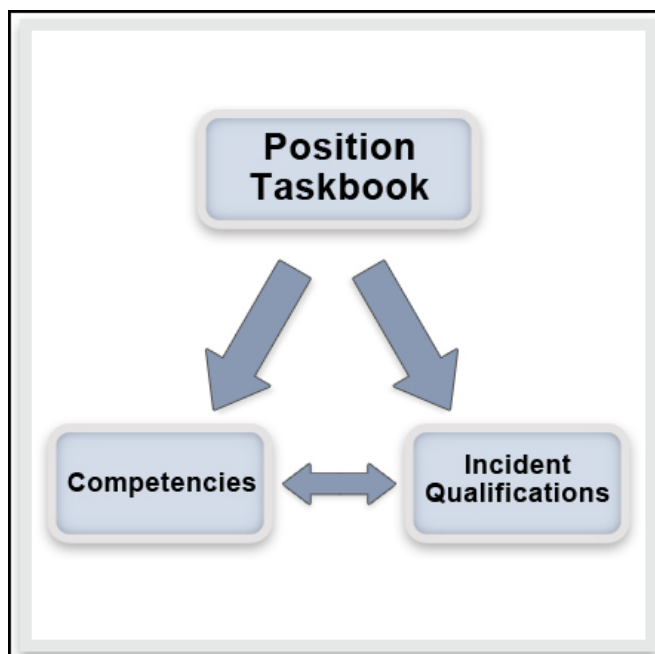 Position
Taskbook
Competencies
Incident
Qualifications